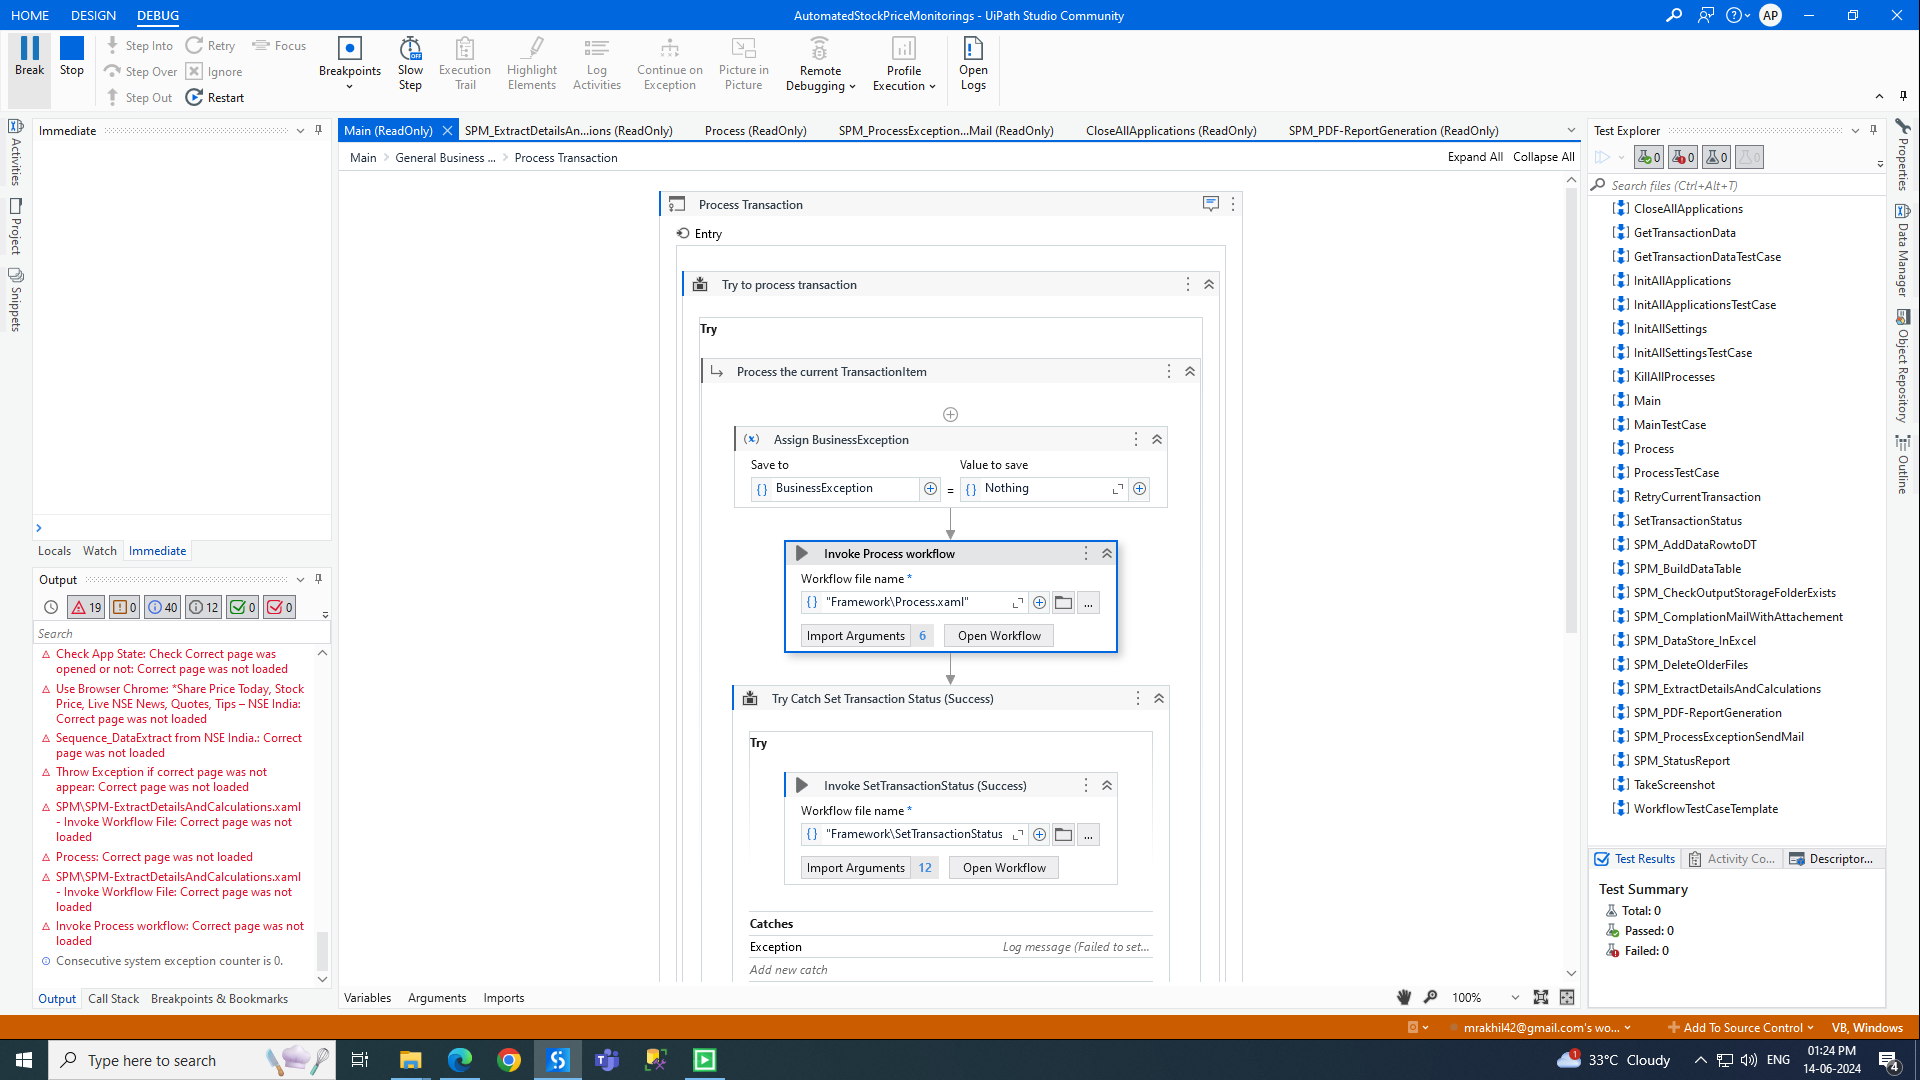 HOME DESIGN DEBUG
AutomatedStockPriceMonitorings - UiPath Studio Community
AP
Break
Stop
Step Into
Step Over
Step Out
Retry
Ignore
Restart
Focus
Breakpoints
Slow Step
Execution Trail
Highlight Elements
Log Activities
Continue on Exception
Picture in Picture
Remote Debugging
Profile Execution
Open Logs
Activities
Project
Snippets
Immediate
Locals Watch Immediate
Output
19 0 40 12 0 0
Search
Check App State: Check Correct page was
opened or not: Correct page was not loaded
Use Browser Chrome: *Share Price Today, Stock
Price, Live NSE News, Quotes, Tips – NSE India:
Correct page was not loaded
Sequence_DataExtract from NSE India.: Correct
page was not loaded
Throw Exception if correct page was not
appear: Correct page was not loaded
SPM\SPM-ExtractDetailsAndCalculations.xaml
- Invoke Workflow File: Correct page was not
loaded
Process: Correct page was not loaded
SPM\SPM-ExtractDetailsAndCalculations.xaml
- Invoke Workflow File: Correct page was not
loaded
Invoke Process workflow: Correct page was not
loaded
Consecutive system exception counter is 0.
Output Call Stack Breakpoints & Bookmarks
Main (ReadOnly) SPM_ExtractDetailsAn...ions (ReadOnly) Process (ReadOnly) SPM_ProcessException...Mail (ReadOnly) CloseAllApplications (ReadOnly) SPM_PDF-ReportGeneration (ReadOnly)
Main > General Business ... > Process Transaction
Expand All Collapse All
Process Transaction
Entry
Try to process transaction
Try
Process the current TransactionItem
Assign BusinessException
Save to Value to save
BusinessException = Nothing
Invoke Process workflow
Workflow file name *
"Framework\Process.xaml" ...
Import Arguments 6 Open Workflow
Try Catch Set Transaction Status (Success)
Try
Invoke SetTransactionStatus (Success)
Workflow file name *
"Framework\SetTransactionStatus ...
Import Arguments 12 Open Workflow
Catches
Exception Log message (Failed to set...
Add new catch
Variables Arguments Imports
100%
Test Explorer
0 0 0 0
Search files (Ctrl+Alt+T)
CloseAllApplications
GetTransactionData
GetTransactionDataTestCase
InitAllApplications
InitAllApplicationsTestCase
InitAllSettings
InitAllSettingsTestCase
KillAllProcesses
Main
MainTestCase
Process
ProcessTestCase
RetryCurrentTransaction
SetTransactionStatus
SPM_AddDataRowtoDT
SPM_BuildDataTable
SPM_CheckOutputStorageFolderExists
SPM_ComplationMailWithAttachement
SPM_DataStore_InExcel
SPM_DeleteOlderFiles
SPM_ExtractDetailsAndCalculations
SPM_PDF-ReportGeneration
SPM_ProcessExceptionSendMail
SPM_StatusReport
TakeScreenshot
WorkflowTestCaseTemplate
Test Results Activity Co... Descriptor...
Test Summary
Total: 0
Passed: 0
Failed: 0
Properties
Data Manager
Object Repository
Outline
mrakhil42@gmail.com's wo... Add To Source Control VB, Windows
Type here to search
1 33°C Cloudy ENG
01:24 PM
14-06-2024
4